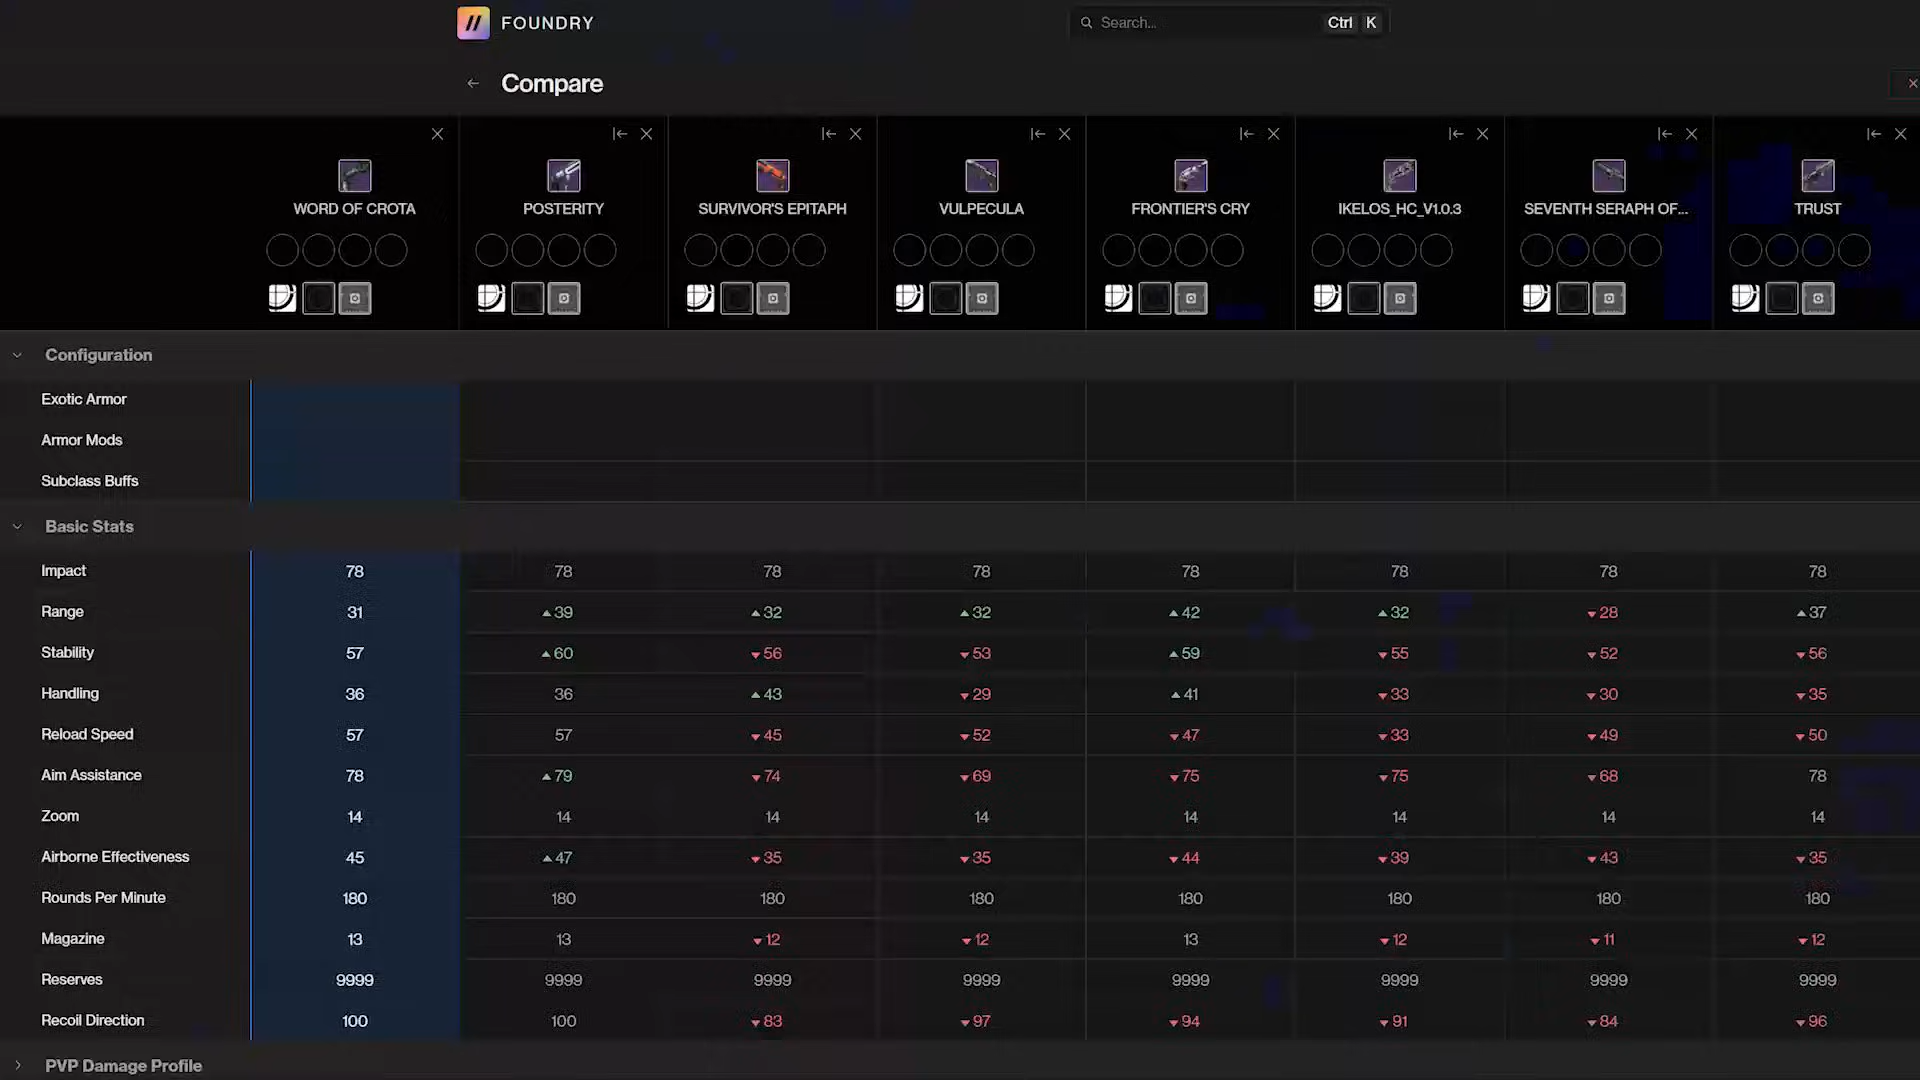 FOUNDRY
Search...
Ctrl K
Compare
WORD OF CROTA POSTERITY SURVIVOR'S EPITAPH VULPECULA FRONTIER'S CRY IKELOS_HC_V1.0.3 SEVENTH SERAPH OF... TRUST
Configuration
Exotic Armor
Armor Mods
Subclass Buffs
Basic Stats
Impact 78 78 78 78 78 78 78 78
Range 31 39 32 32 42 32 28 37
Stability 57 60 56 53 59 55 52 56
Handling 36 36 43 29 41 33 30 35
Reload Speed 57 57 45 52 47 33 49 50
Aim Assistance 78 79 74 69 75 75 68 78
Zoom 14 14 14 14 14 14 14 14
Airborne Effectiveness 45 47 35 35 44 39 43 35
Rounds Per Minute 180 180 180 180 180 180 180 180
Magazine 13 13 12 12 13 12 11 12
Reserves 9999 9999 9999 9999 9999 9999 9999 9999
Recoil Direction 100 100 83 97 94 91 84 96
PVP Damage Profile